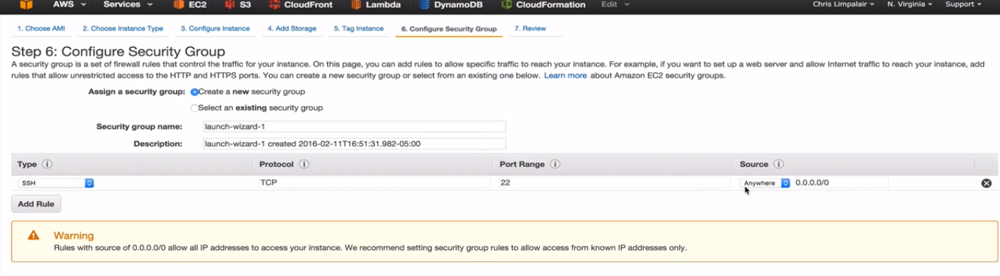 AWS Services EC2 S3 CloudFront Lambda DynamoDB CloudFormation Edit Chris Limpalair N. Virginia Support
1. Choose AMI 2. Choose Instance Type 3. Configure Instance 4. Add Storage 5. Tag Instance 6. Configure Security Group 7. Review
Step 6: Configure Security Group
A security group is a set of firewall rules that control the traffic for your instance. On this page, you can add rules to allow specific traffic to reach your instance. For example, if you want to set up a web server and allow Internet traffic to reach your instance, add
rules that allow unrestricted access to the HTTP and HTTPS ports. You can create a new security group or select from an existing one below. Learn more about Amazon EC2 security groups.
Assign a security group: Create a new security group
Select an existing security group
Security group name: launch-wizard-1
Description: launch-wizard-1 created 2016-02-11T16:51:31.982-05:00
Type Protocol Port Range Source
SSH TCP 22 Anywhere 0.0.0.0/0
Add Rule
Warning
Rules with source of 0.0.0.0/0 allow all IP addresses to access your instance. We recommend setting security group rules to allow access from known IP addresses only.